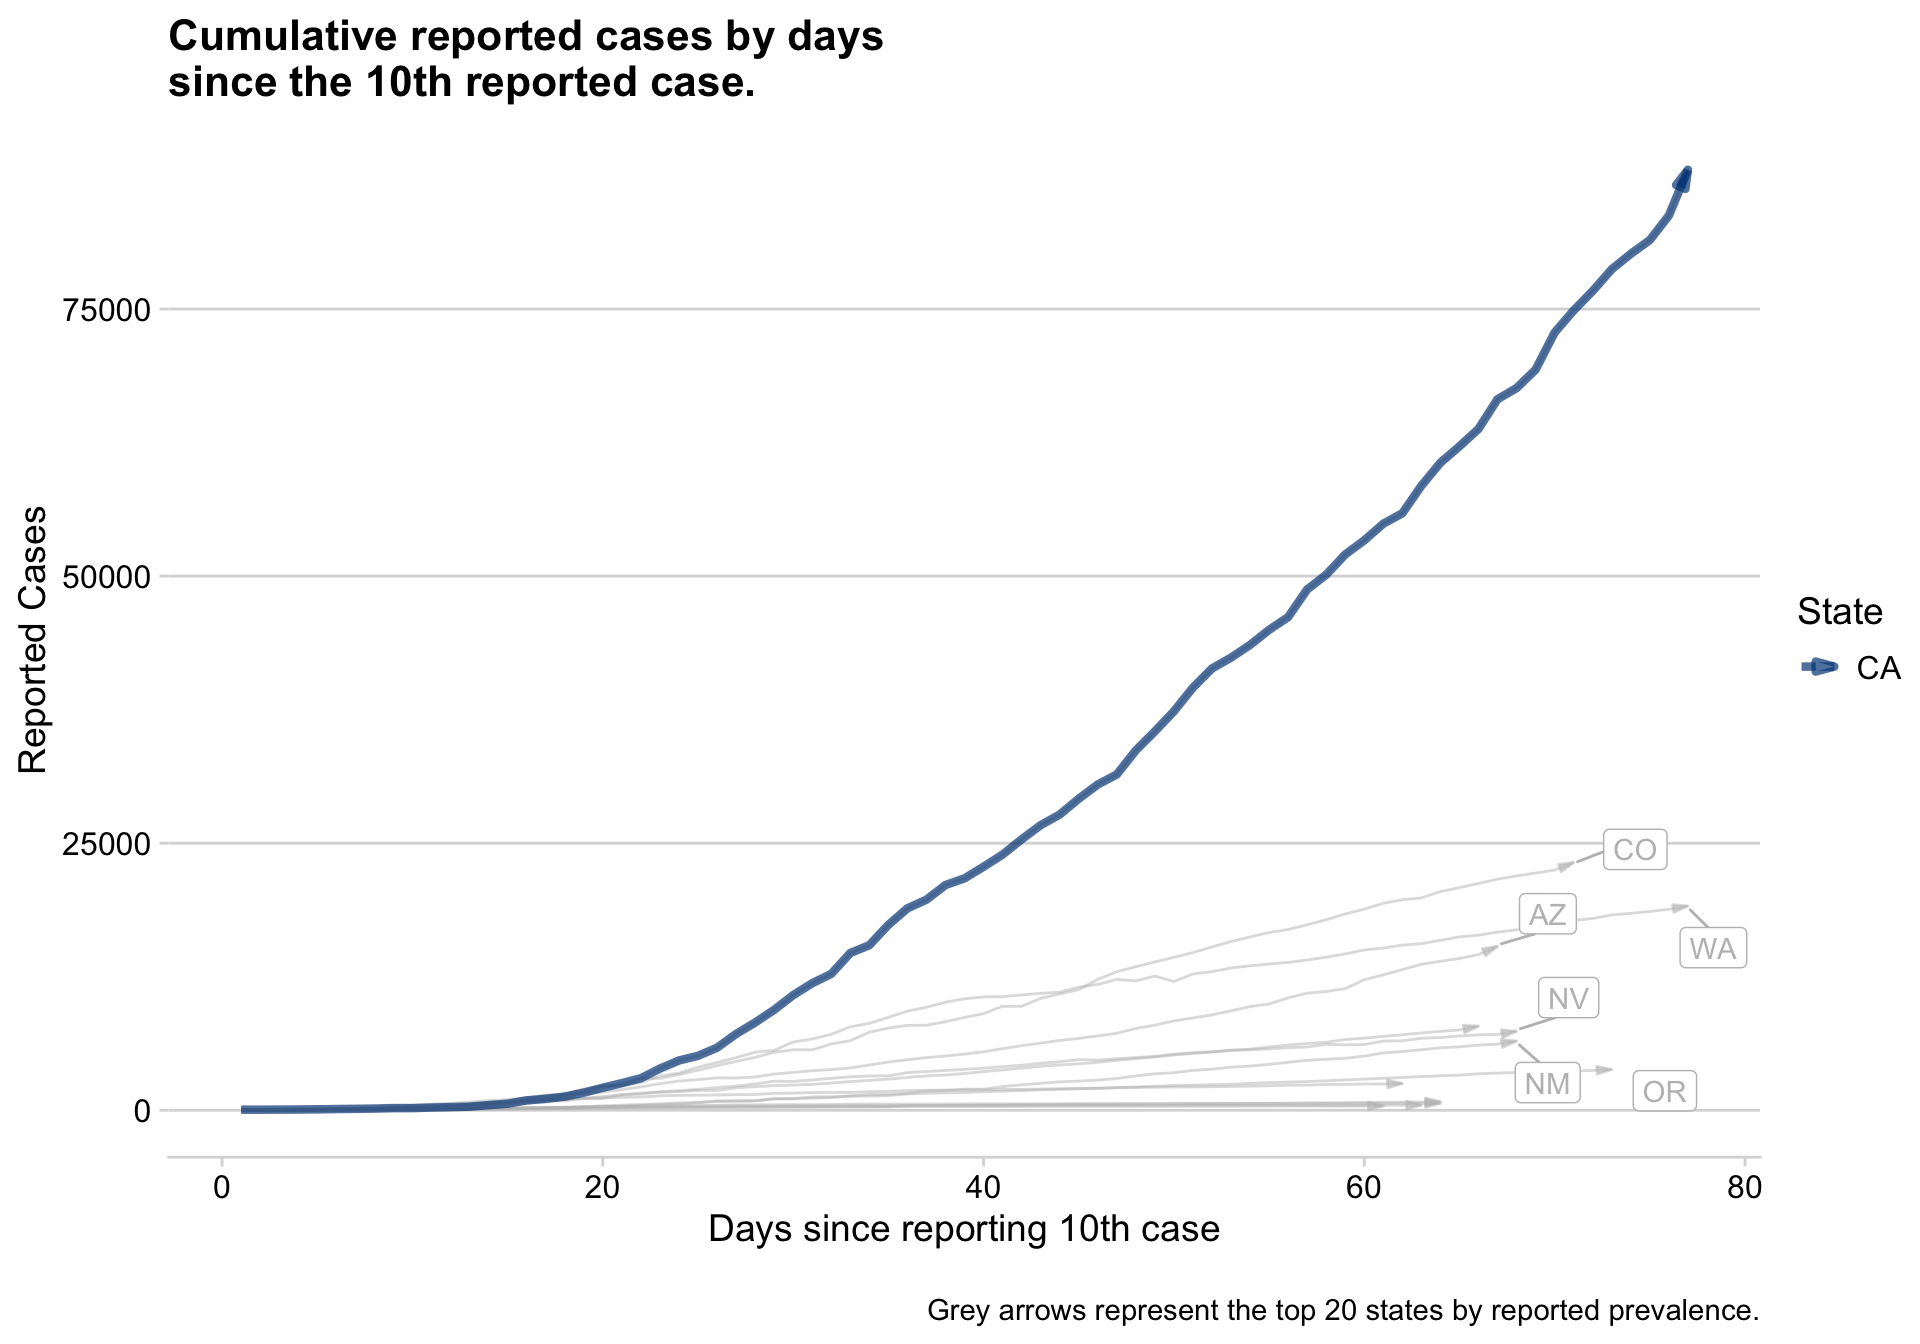 Cumulative reported cases by days
since the 10th reported case.
Reported Cases
75000
50000
25000
0
CO
AZ
WA
NV
NM
OR
State
CA
0 20 40 60 80
Days since reporting 10th case
Grey arrows represent the top 20 states by reported prevalence.